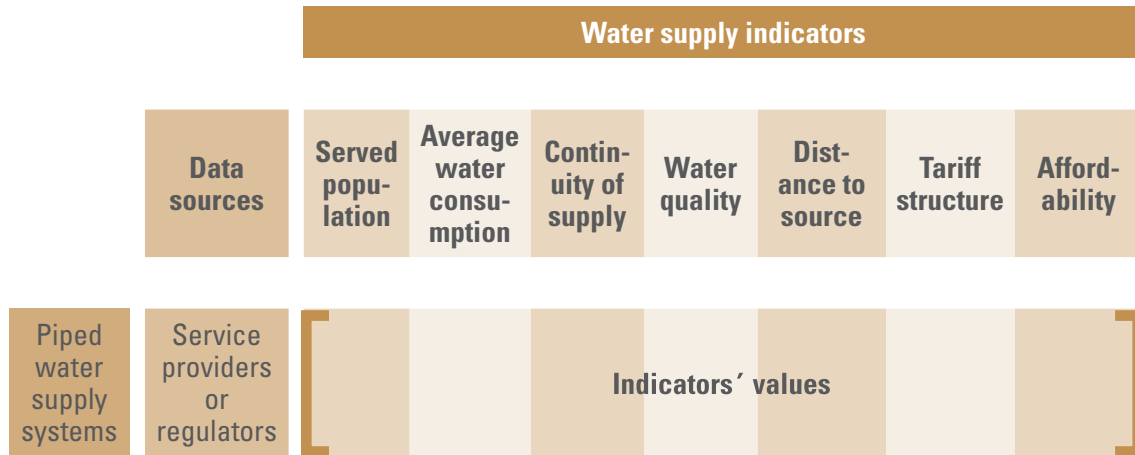 Water supply indicators
Data
sources
Served
popu-
lation
Average
water
consu-
mption
Contin-
uity of
supply
Water
quality
Dist-
ance to
source
Tariff
structure
Afford-
ability
Piped
water
supply
systems
Service
providers
or
regulators
Indicators´ values